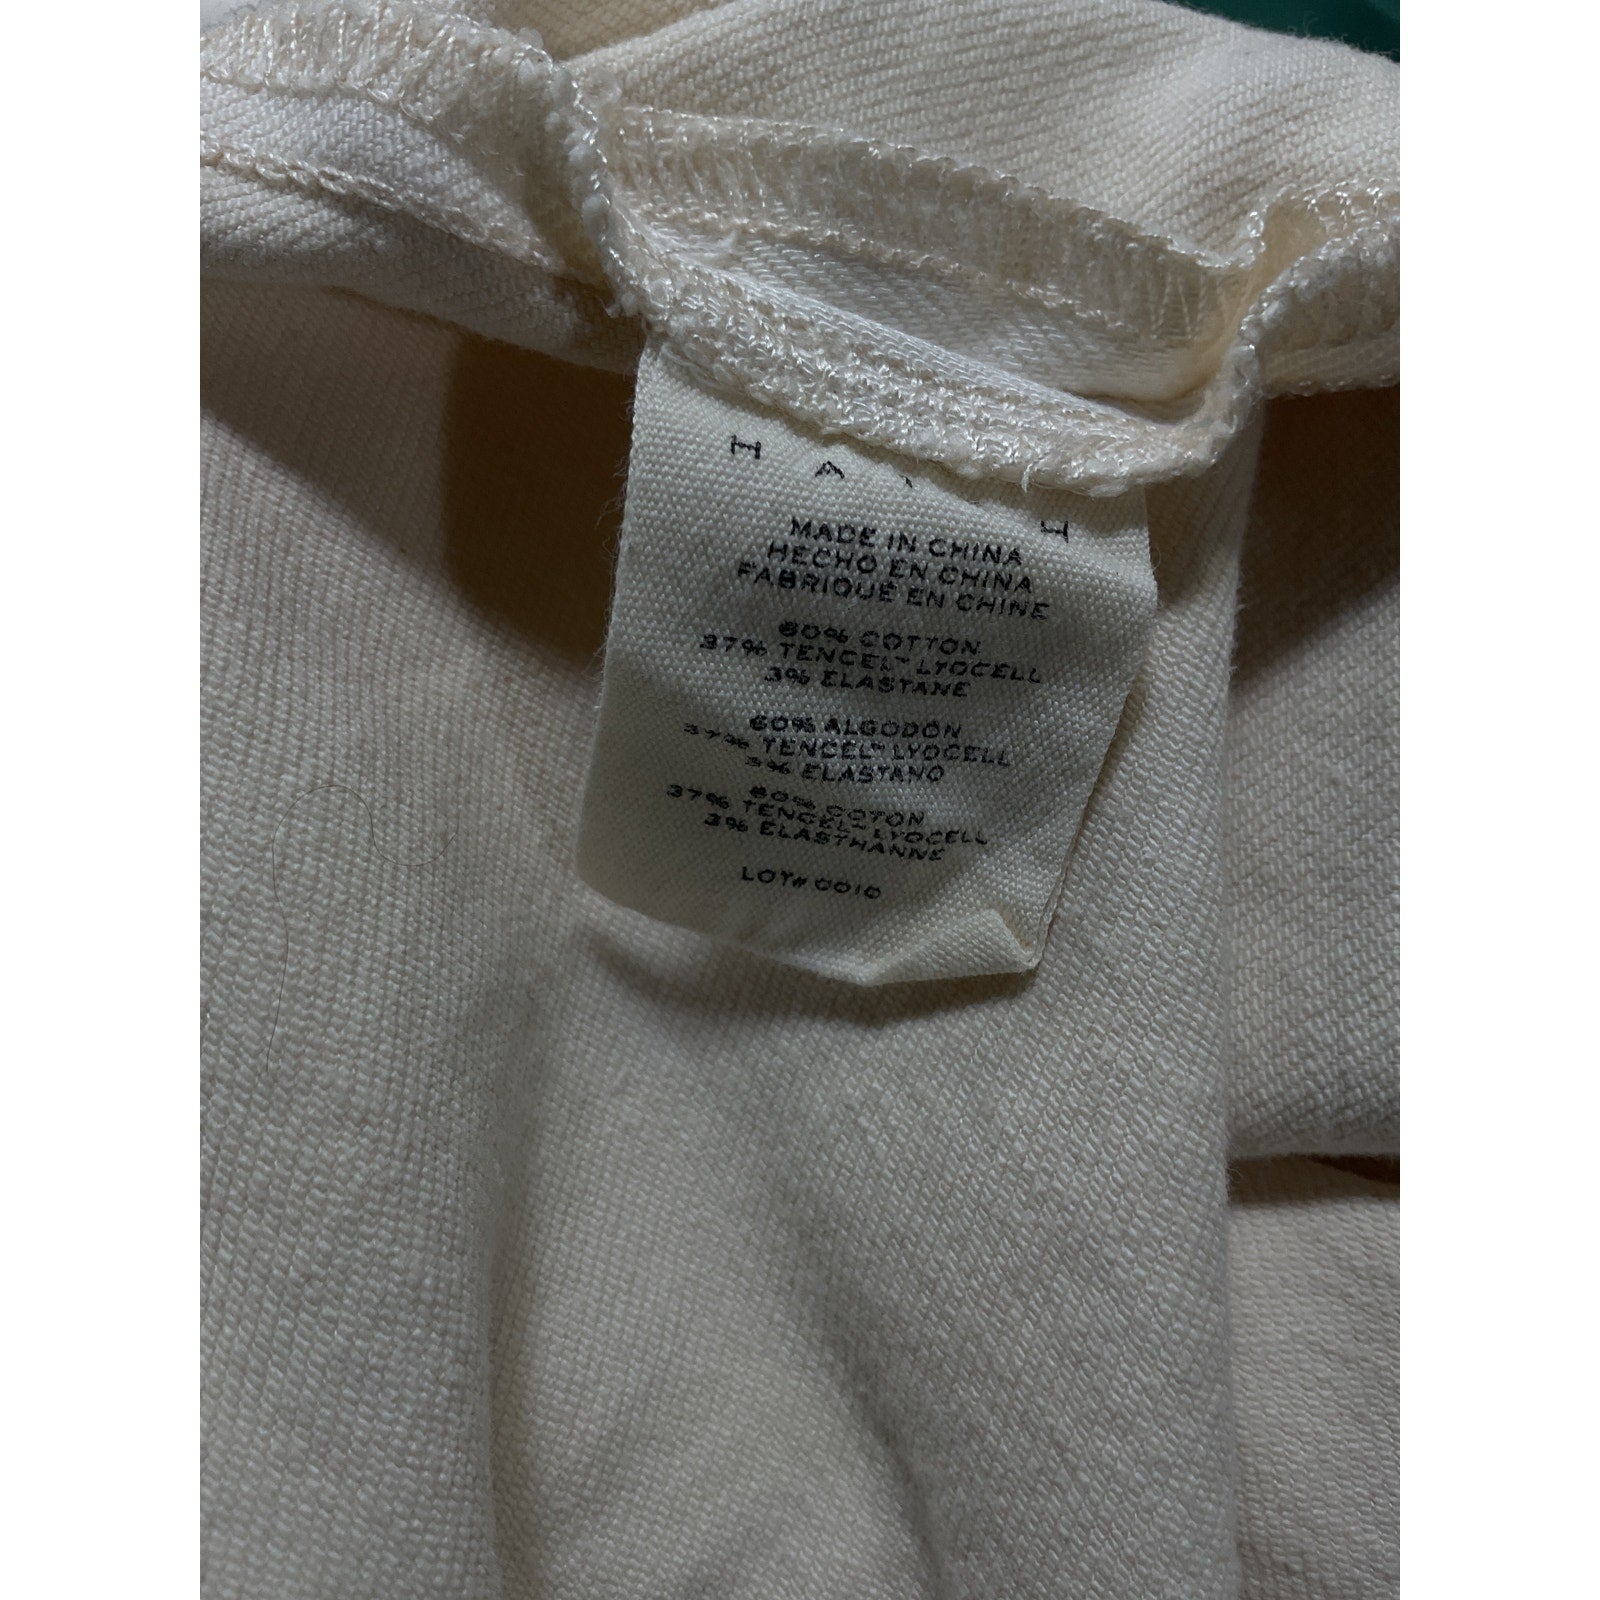 MADE IN CHINA
HECHO EN CHINA
FABRIQUÉ EN CHINE
60% COTTON
37% TENCEL™ LYOCELL
3% ELASTANE
60% ALGODÓN
37% TENCEL™ LYOCELL
3% ELASTANO
60% COTON
37% TENCEL™ LYOCELL
3% ELASTHANNE
LOT# 0010